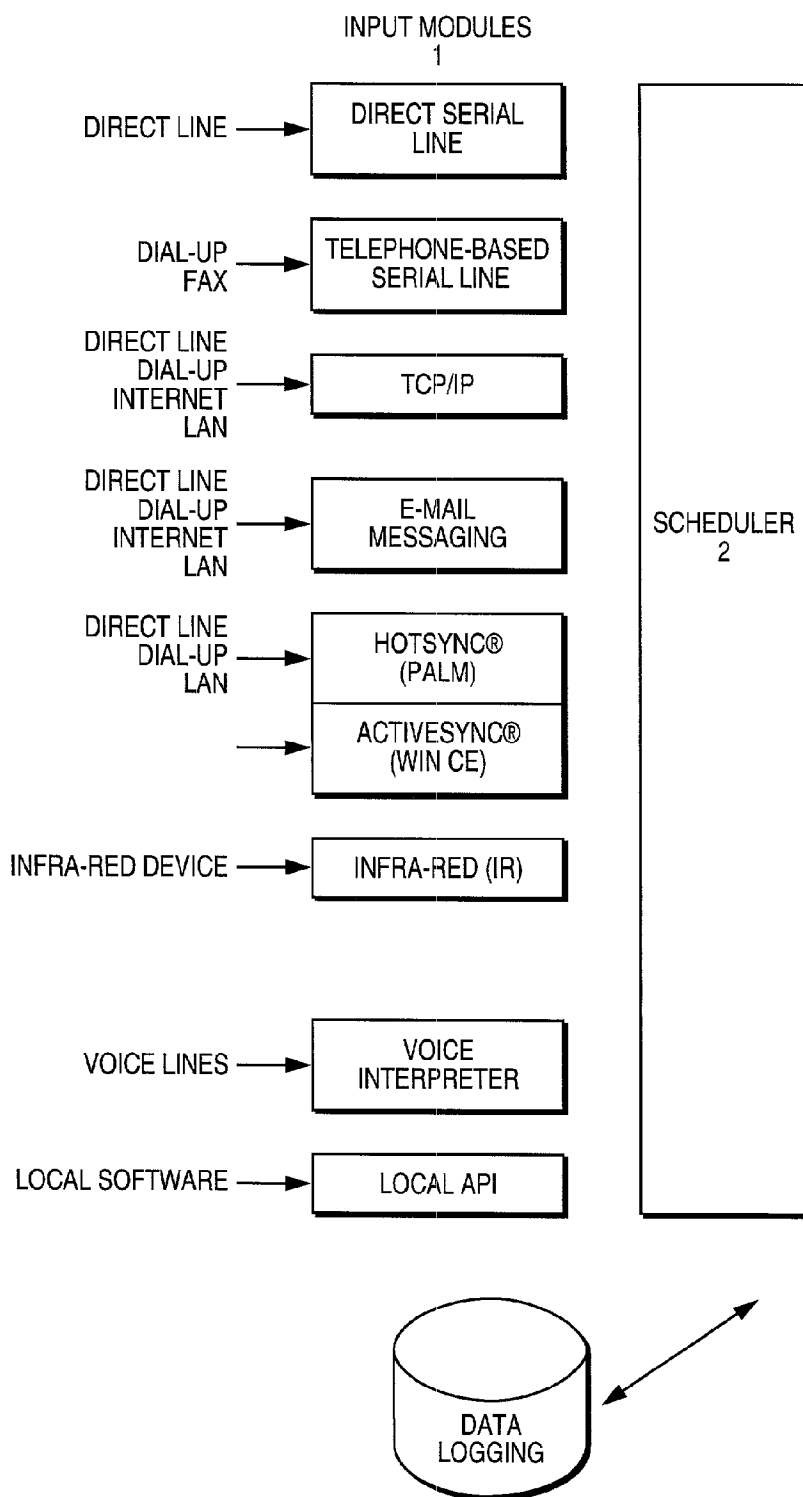 INPUT MODULES
1
DIRECT LINE
DIRECT SERIAL
LINE
DIAL-UP
FAX
TELEPHONE-BASED
SERIAL LINE
DIRECT LINE
DIAL-UP
INTERNET
LAN
TCP/IP
DIRECT LINE
DIAL-UP
INTERNET
LAN
E-MAIL
MESSAGING
SCHEDULER
2
DIRECT LINE
DIAL-UP
LAN
HOTSYNC®
(PALM)
ACTIVESYNC®
(WIN CE)
INFRA-RED DEVICE
INFRA-RED (IR)
VOICE LINES
VOICE
INTERPRETER
LOCAL SOFTWARE
LOCAL API
DATA
LOGGING